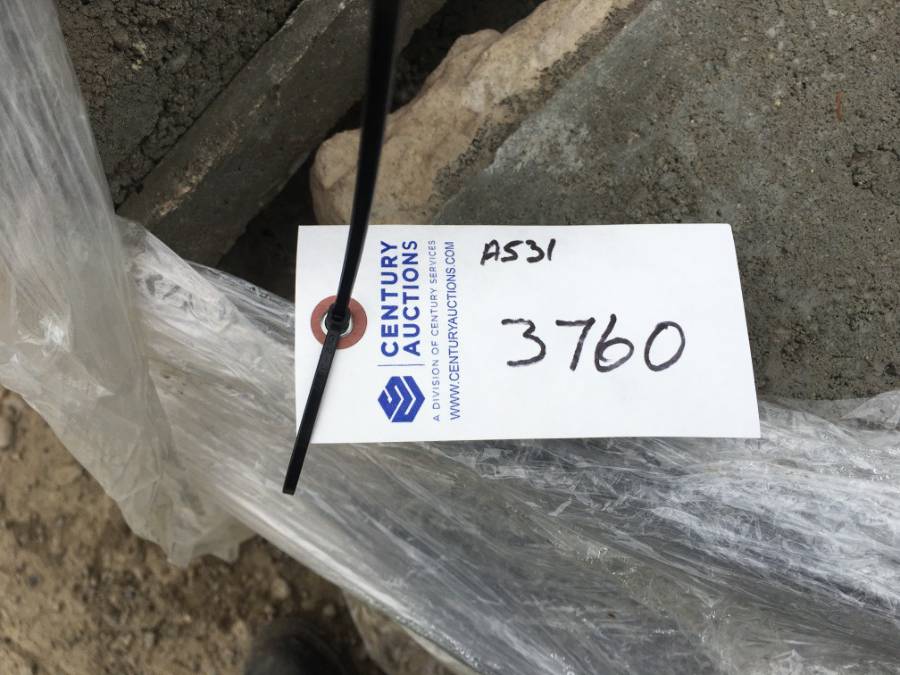 CENTURY
AUCTIONS
A DIVISION OF CENTURY SERVICES
WWW.CENTURYAUCTIONS.COM
A531
3760